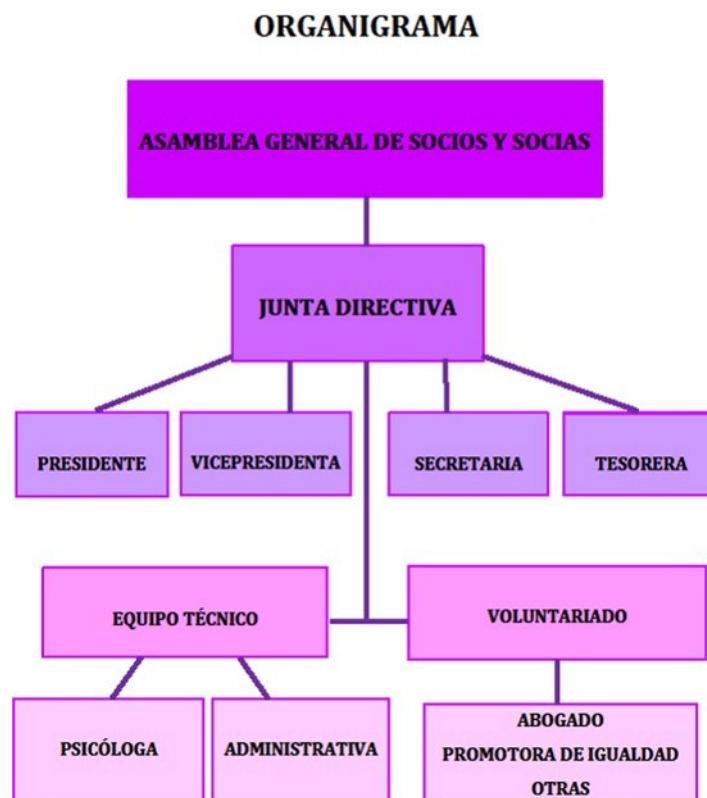 ORGANIGRAMA
ASAMBLEA GENERAL DE SOCIOS Y SOCIAS
JUNTA DIRECTIVA
PRESIDENTE
VICEPRESIDENTA
SECRETARIA
TESORERA
EQUIPO TÉCNICO
VOLUNTARIADO
PSICÓLOGA
ADMINISTRATIVA
ABOGADO
PROMOTORA DE IGUALDAD
OTRAS